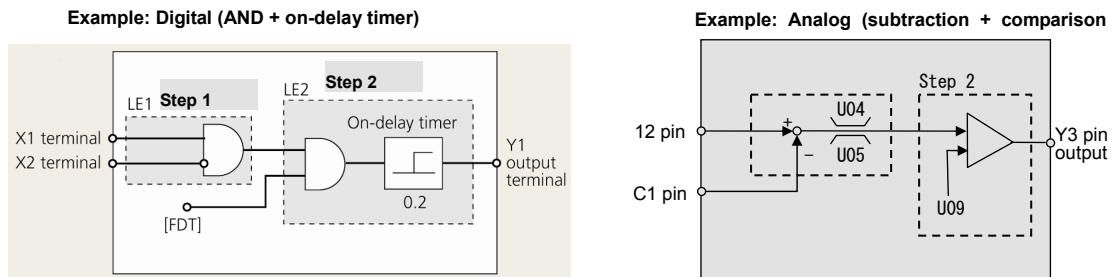 Example: Digital (AND + on-delay timer)
LE1
Step 1
LE2
Step 2
On-delay timer
X1 terminal
X2 terminal
[FDT]
0.2
Y1
output
terminal
Example: Analog (subtraction + comparison
Step 2
12 pin
+
U04
U05
−
C1 pin
U09
Y3 pin
output